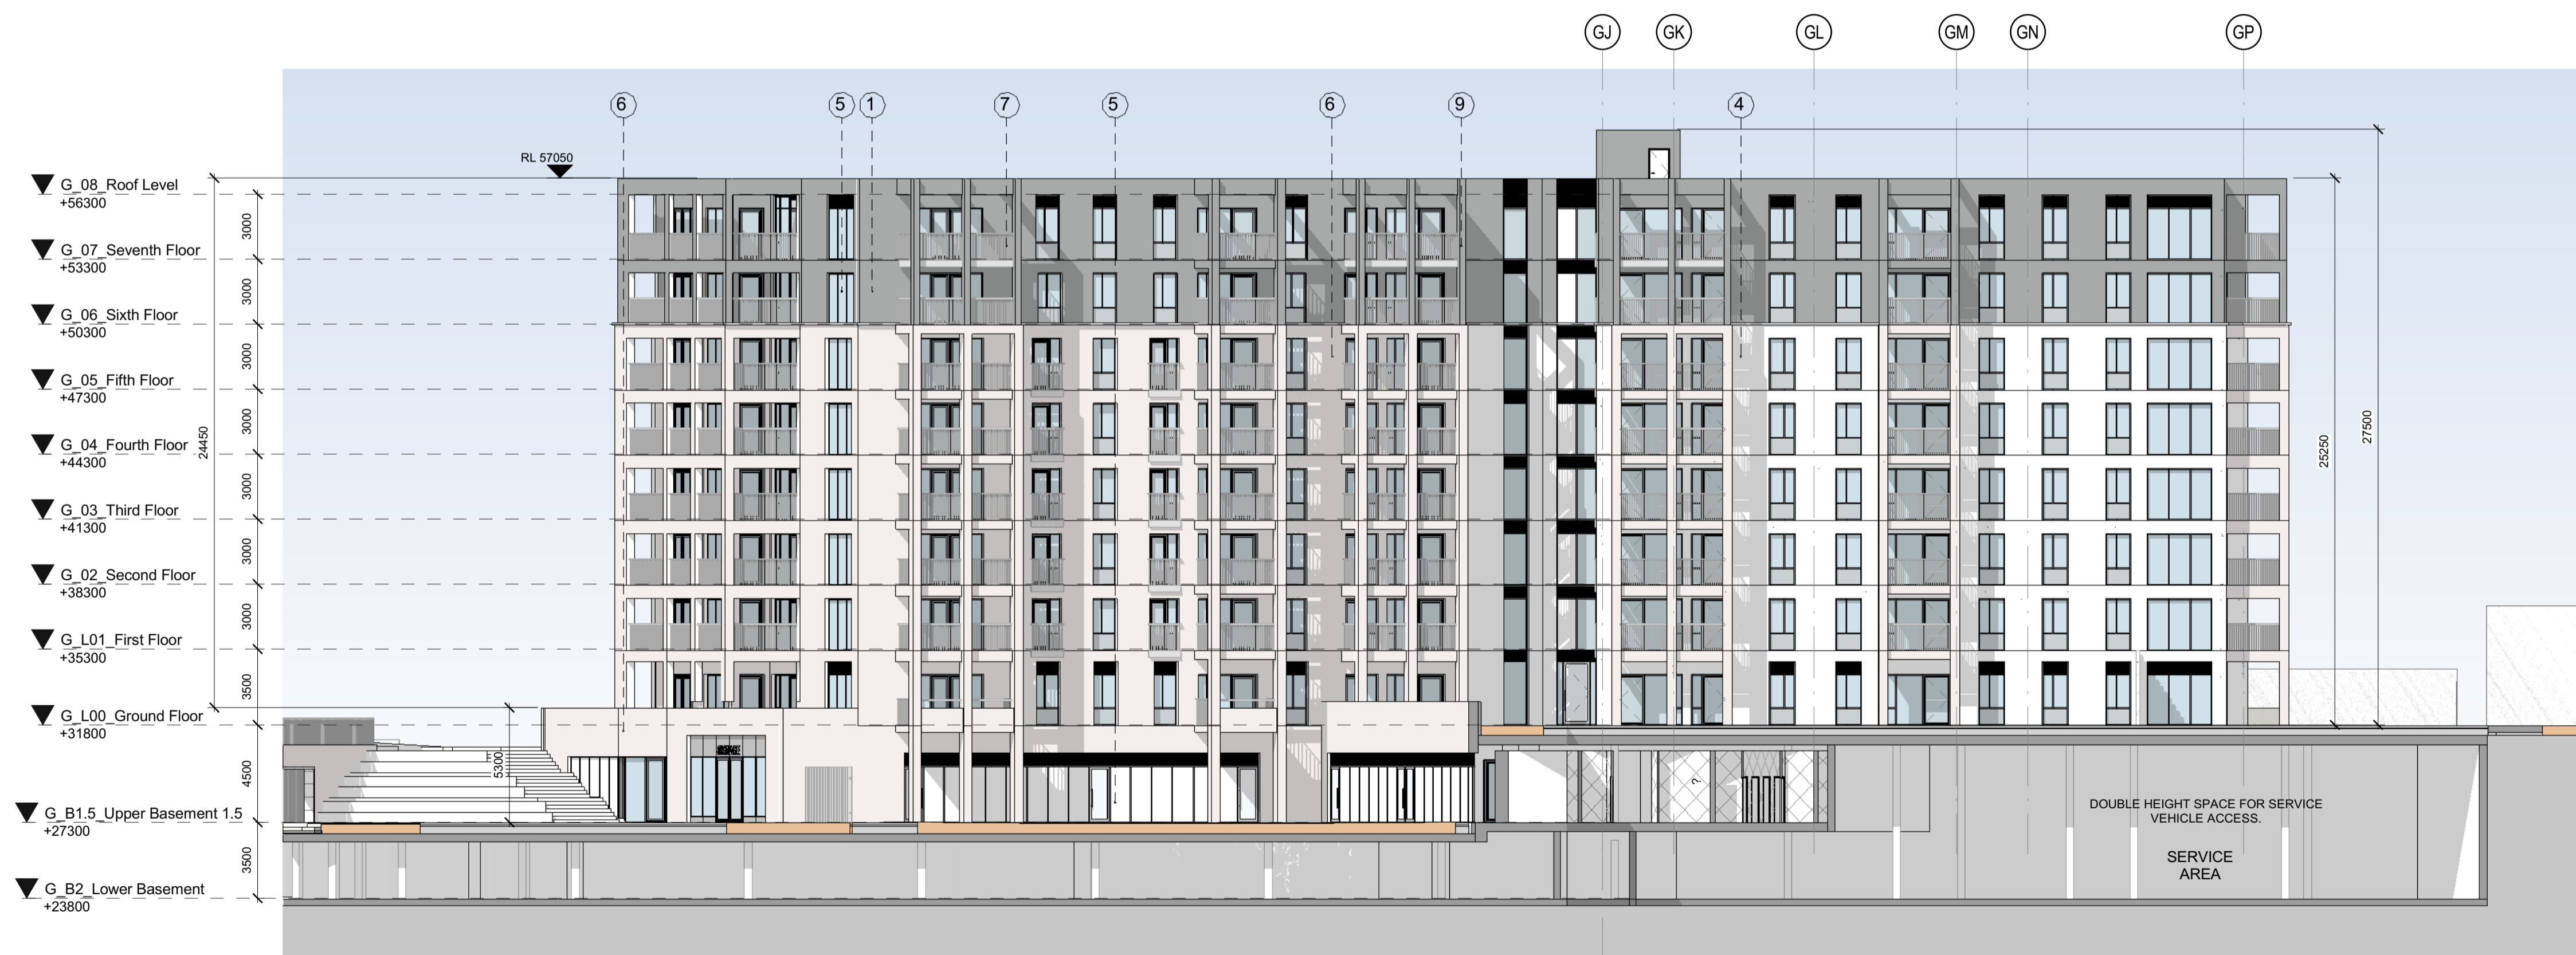 GJ
GK
GL
GM
GN
GP
6
5
1
7
5
6
9
4
RL 57050
G_08_Roof Level
+56300
3000
G_07_Seventh Floor
+53300
3000
G_06_Sixth Floor
+50300
3000
G_05_Fifth Floor
+47300
3000
G_04_Fourth Floor
+44300
3000
G_03_Third Floor
+41300
3000
G_02_Second Floor
+38300
3000
G_L01_First Floor
+35300
3500
G_L00_Ground Floor
+31800
4500
G_B1.5_Upper Basement 1.5
+27300
3500
G_B2_Lower Basement
+23800
24450
5300
25250
27500
?
DOUBLE HEIGHT SPACE FOR SERVICE
VEHICLE ACCESS.
SERVICE
AREA